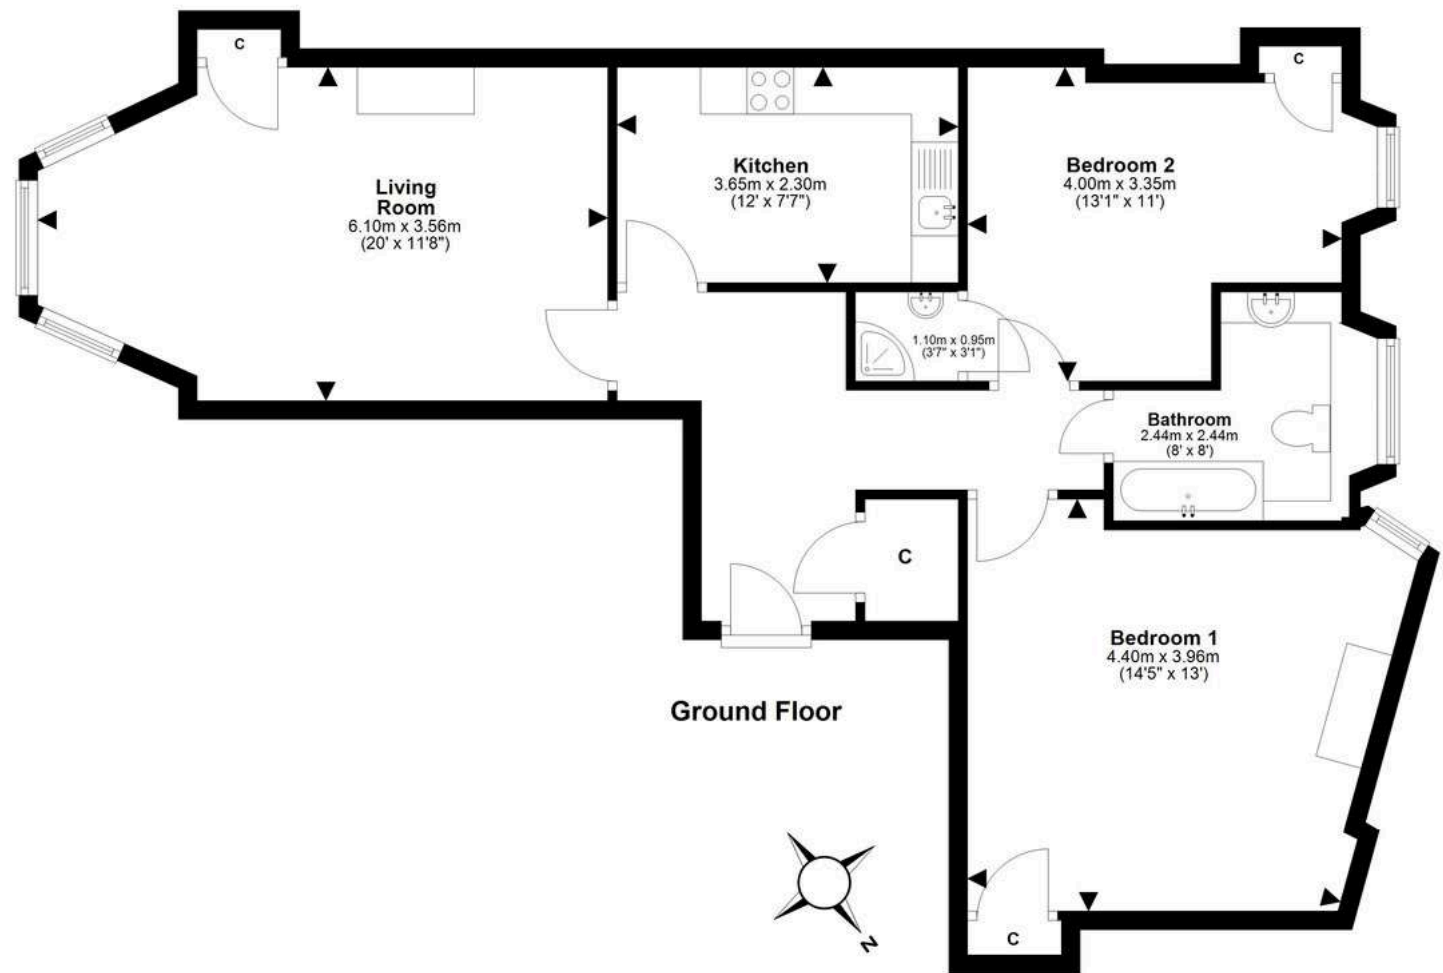 C
C
Living
Room
6.10m x 3.56m
(20' x 11'8")
Kitchen
3.65m x 2.30m
(12' x 7'7")
Bedroom 2
4.00m x 3.35m
(13'1" x 11')
1.10m x 0.95m
(3'7" x 3'1")
Bathroom
2.44m x 2.44m
(8' x 8')
C
Bedroom 1
4.40m x 3.96m
(14'5" x 13')
Ground Floor
N
C